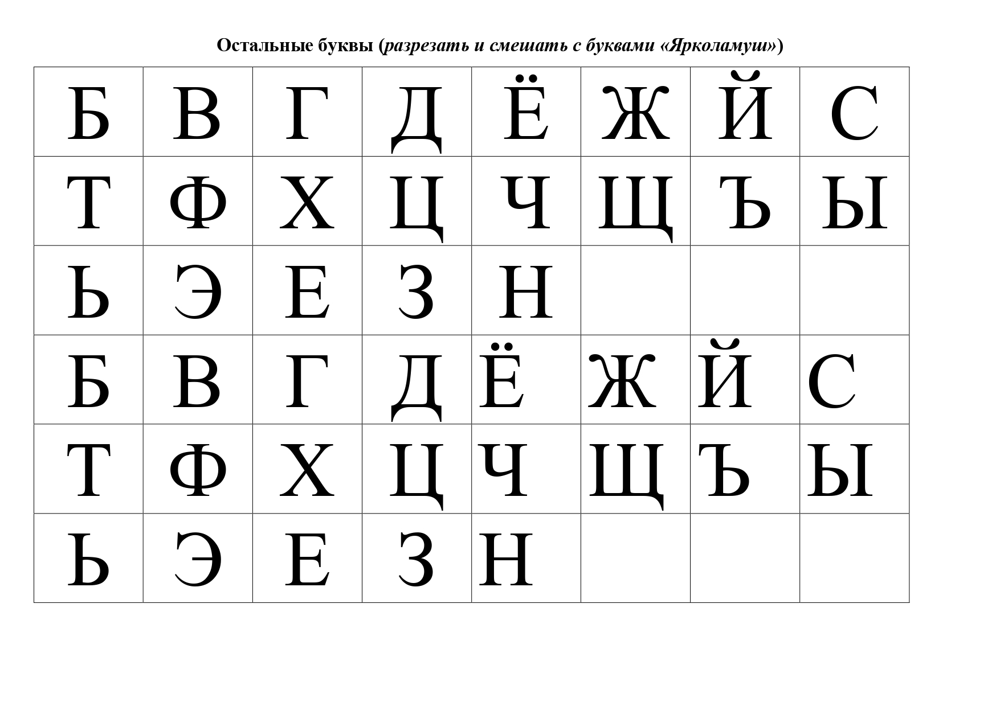 Остальные буквы (разрезать и смешать с буквами «Ярколамуш»)
Б В Г Д Ё Ж Й С
Т Ф Х Ц Ч Щ Ъ Ы
Ь Э Е З Н
Б В Г Д Ё Ж Й С
Т Ф Х Ц Ч Щ Ъ Ы
Ь Э Е З Н